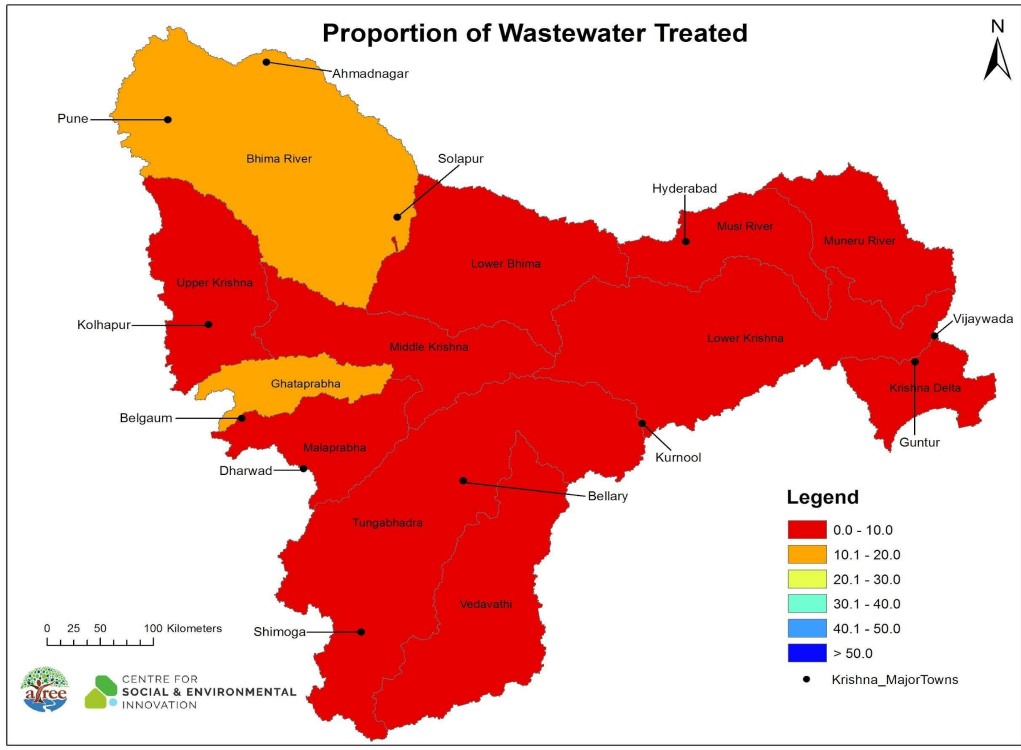 Proportion of Wastewater Treated
N
Ahmadnagar
Pune
Bhima River
Solapur
Hyderabad
Musi River
Muneru River
Lower Bhima
Upper Krishna
Kolhapur
Middle Krishna
Lower Krishna
Vijaywada
Ghataprabha
Krishna Delta
Belgaum
Malaprabha
Guntur
Dharwad
Kurnool
Bellary
Tungabhadra
Vedavathi
Shimoga
Legend
0.0 - 10.0
10.1 - 20.0
20.1 - 30.0
30.1 - 40.0
40.1 - 50.0
> 50.0
Krishna_MajorTowns
0 25 50 100 Kilometers
atree
CENTRE FOR
SOCIAL & ENVIRONMENTAL
INNOVATION